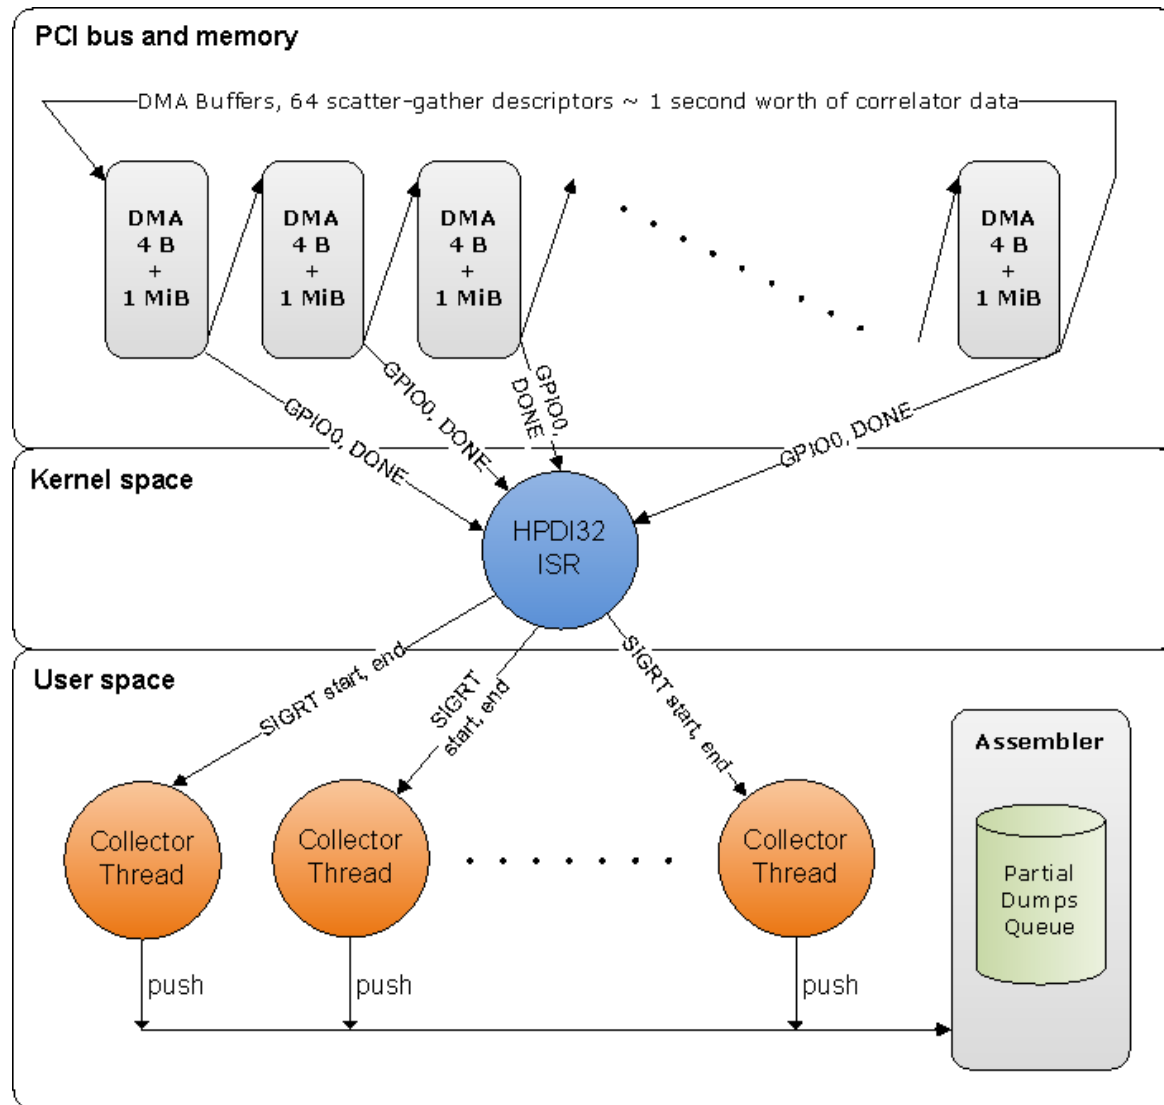 PCI bus and memory
DMA Buffers, 64 scatter-gather descriptors ~ 1 second worth of correlator data
DMA
4 B
+
1 MiB
DMA
4 B
+
1 MiB
DMA
4 B
+
1 MiB
DMA
4 B
+
1 MiB
GPIO0, DONE
GPIO0, DONE
GPIO0,
DONE
GPIO0, DONE
Kernel space
HPDI32
ISR
User space
SIGRT start, end
SIGRT
start, end
SIGRT start, end
Collector
Thread
Collector
Thread
Collector
Thread
push
push
push
Assembler
Partial
Dumps
Queue